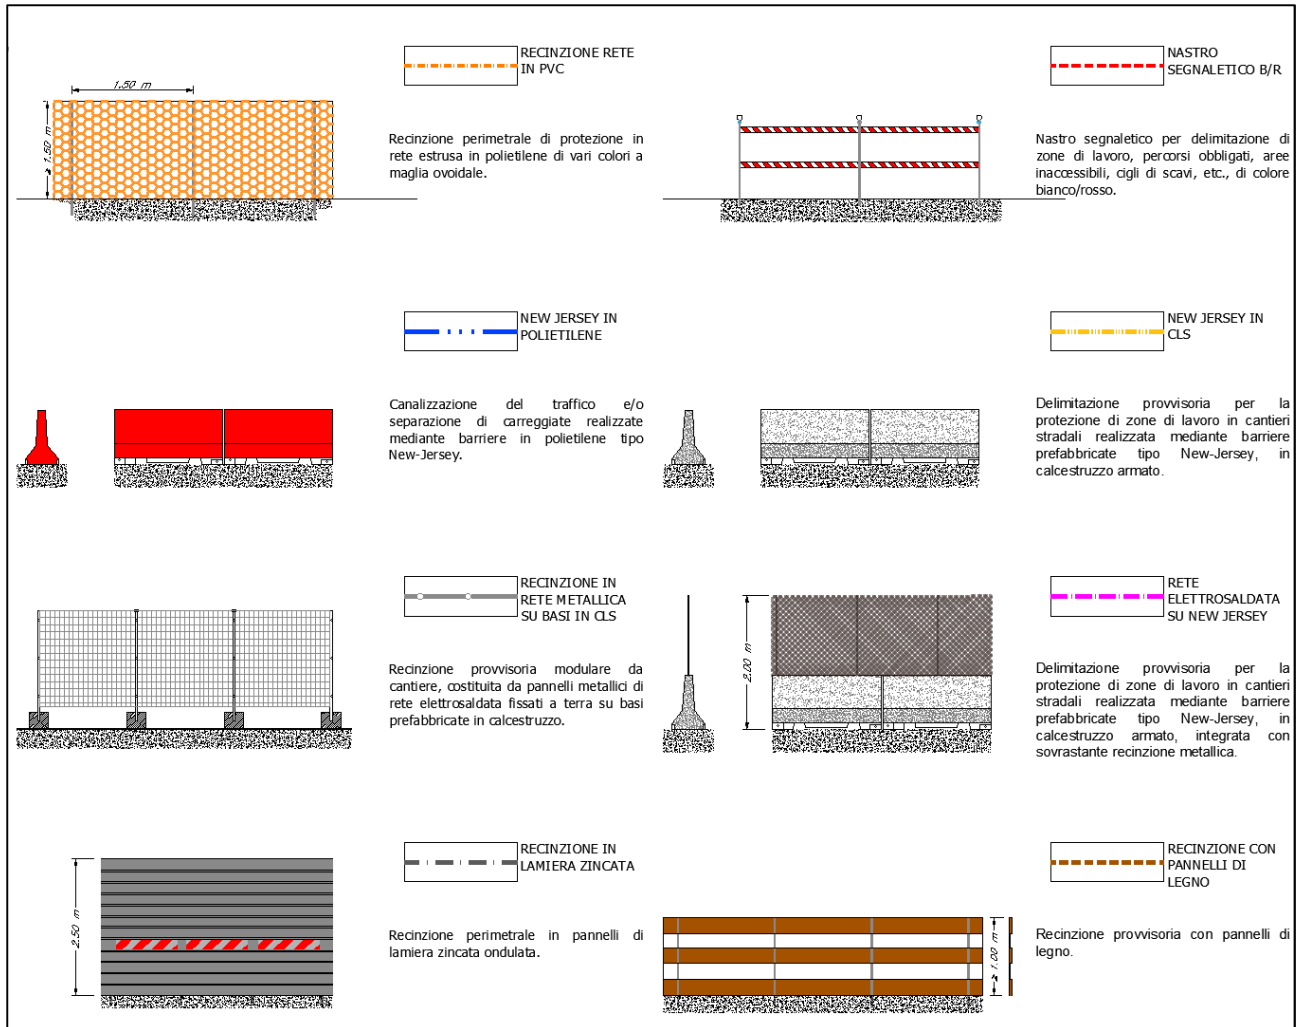 RECINZIONE RETE
IN PVC
1.50 m
≥ 1.50 m
Recinzione perimetrale di protezione in
rete estrusa in polietilene di vari colori a
maglia ovoidale.
NASTRO
SEGNALETICO B/R
Nastro segnaletico per delimitazione di
zone di lavoro, percorsi obbligati, aree
inaccessibili, cigli di scavi, etc., di colore
bianco/rosso.
NEW JERSEY IN
POLIETILENE
Canalizzazione del traffico e/o
separazione di carreggiate realizzate
mediante barriere in polietilene tipo
New-Jersey.
NEW JERSEY IN
CLS
Delimitazione provvisoria per la
protezione di zone di lavoro in cantieri
stradali realizzata mediante barriere
prefabbricate tipo New-Jersey, in
calcestruzzo armato.
RECINZIONE IN
RETE METALLICA
SU BASI IN CLS
Recinzione provvisoria modulare da
cantiere, costituita da pannelli metallici di
rete elettrosaldata fissati a terra su basi
prefabbricate in calcestruzzo.
RETE
ELETTROSALDATA
SU NEW JERSEY
2.00 m
Delimitazione provvisoria per la
protezione di zone di lavoro in cantieri
stradali realizzata mediante barriere
prefabbricate tipo New-Jersey, in
calcestruzzo armato, integrata con
sovrastante recinzione metallica.
RECINZIONE IN
LAMIERA ZINCATA
2.50 m
Recinzione perimetrale in pannelli di
lamiera zincata ondulata.
RECINZIONE CON
PANNELLI DI
LEGNO
≥ 1.00 m
Recinzione provvisoria con pannelli di
legno.